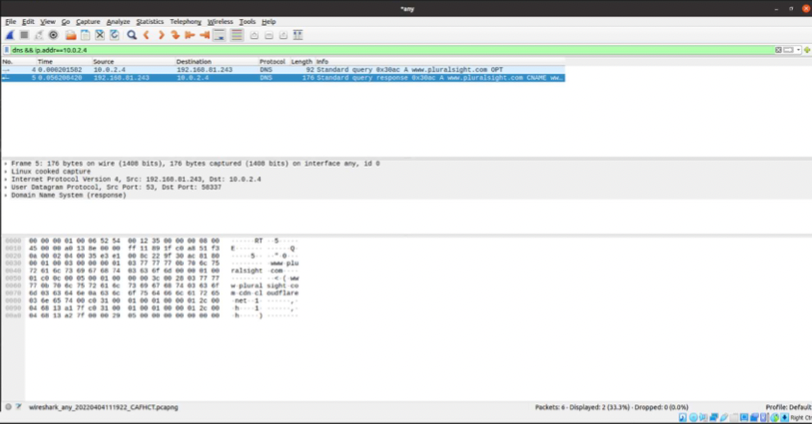 *any
File Edit View Go Capture Analyze Statistics Telephony Wireless Tools Help
dns && ip.addr==10.0.2.4
No. Time Source Destination Protocol Length Info
4 0.000201502 10.0.2.4 192.168.81.243 DNS 92 Standard query 0x30ac A www.pluralsight.com OPT
5 0.050200420 192.168.81.243 10.0.2.4 DNS 176 Standard query response 0x30ac A www.pluralsight.com CNAME ww…
Frame 5: 176 bytes on wire (1408 bits), 176 bytes captured (1408 bits) on interface any, id 0
Linux cooked capture
Internet Protocol Version 4, Src: 192.168.81.243, Dst: 10.0.2.4
User Datagram Protocol, Src Port: 53, Dst Port: 58337
Domain Name System (response)
0000 00 00 00 01 00 06 52 54 00 12 35 00 00 00 08 00 ······RT ··5·····
0010 45 00 00 a0 13 8e 00 00 ff 11 89 1f c0 a8 51 f3
0020 0a 00 02 04 00 35 e3 e1 00 8c 22 9f 30 ac 81 80
0030 00 01 00 03 00 00 00 01 03 77 77 77 0b 70 6c 75 ········ ·www·plu
0040 72 61 6c 73 69 67 68 74 03 63 6f 6d 00 00 01 00 ralsight ·com····
0050 01 c0 0c 00 05 00 01 00 00 00 3c 00 28 03 77 77
0060 77 0b 70 6c 75 72 61 6c 73 69 67 68 74 03 63 6f w·plural sight·co
0070 6d 03 63 64 6e 0a 63 6c 6f 75 64 66 6c 61 72 65 m·cdn·cl oudflare
0080 03 6e 65 74 00 c0 31 00 01 00 01 00 00 01 2c 00 ·net··1· ······,·
0090 04 68 13 a1 7f c0 31 00 01 00 01 00 00 01 2c 00
00a0 04 68 13 a2 7f 00 00 29 05 00 00 00 00 00 00 00
wireshark_any_20220404111922_CAFHCT.pcapng Packets: 6 · Displayed: 2 (33.3%) · Dropped: 0 (0.0%) Profile: Default
Right Ctrl